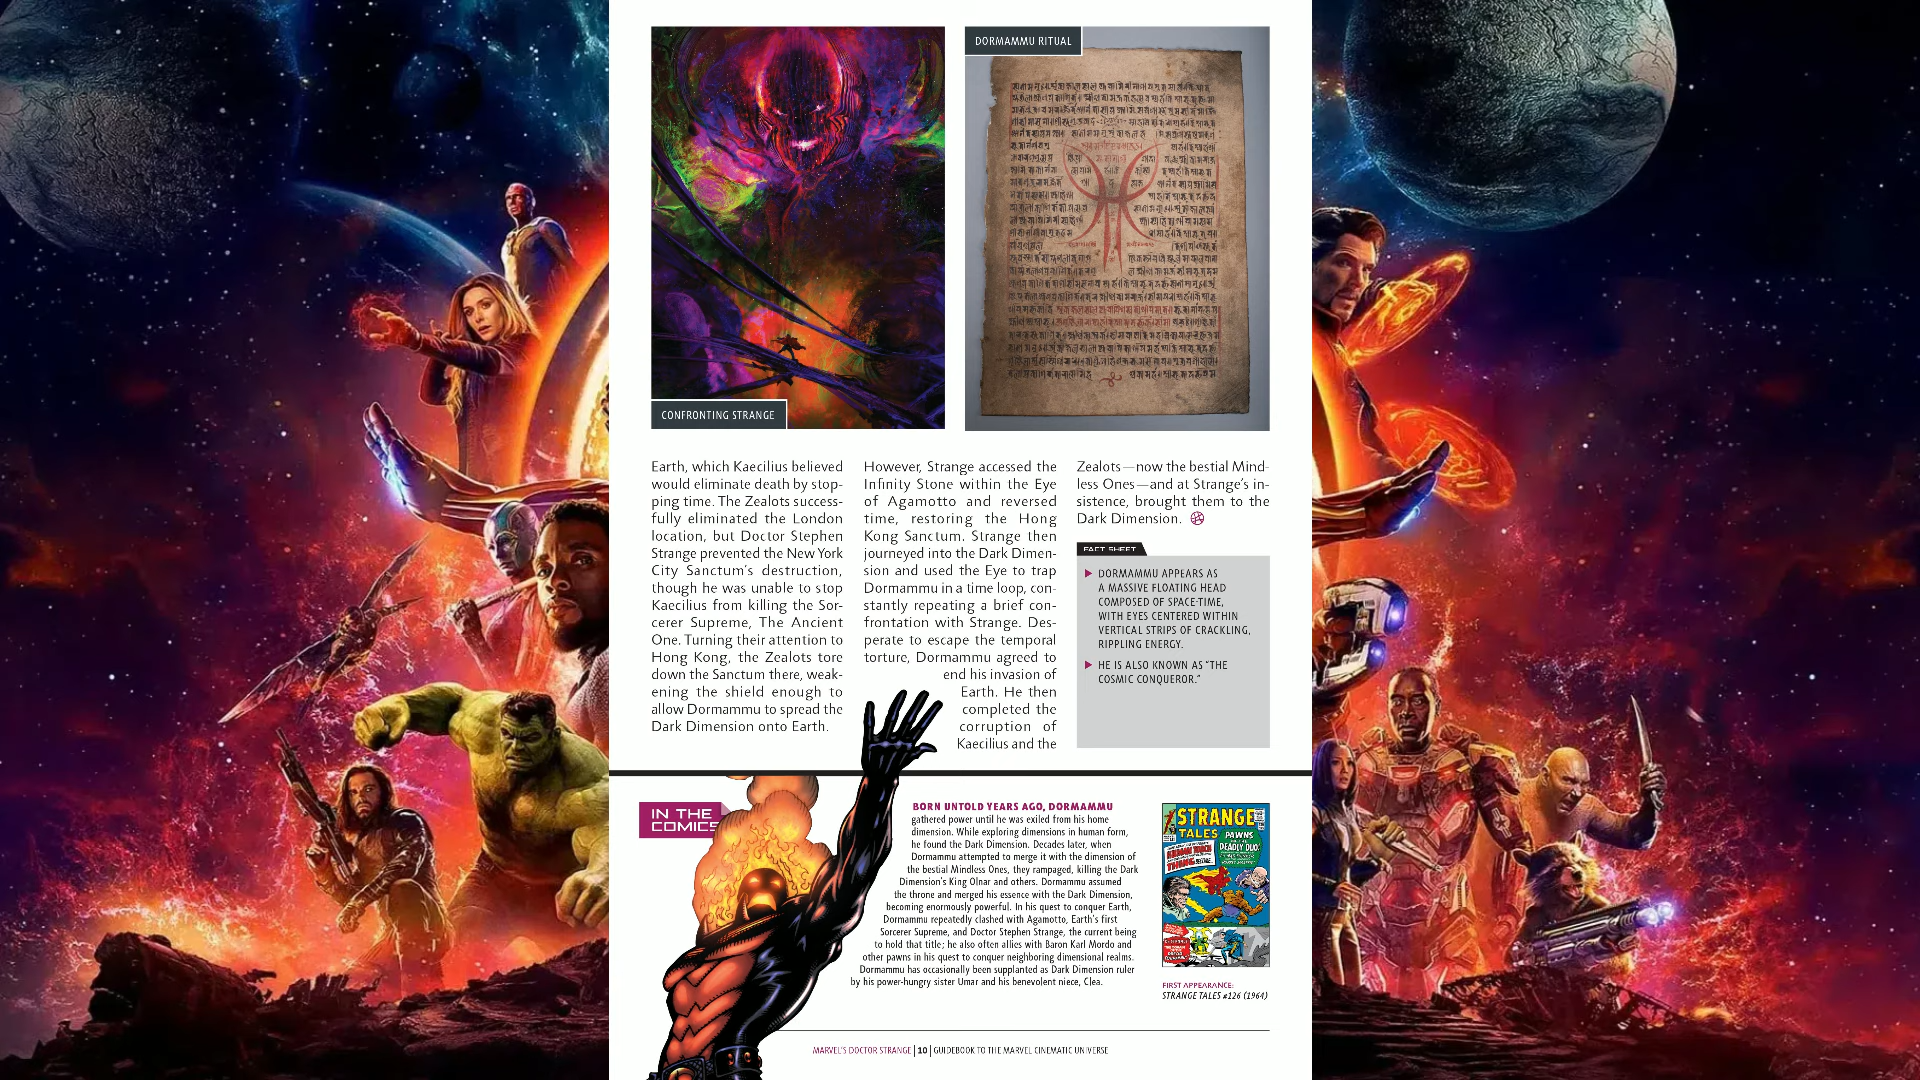 CONFRONTING STRANGE
DORMAMMU RITUAL
Earth, which Kaecilius believed
would eliminate death by stop-
ping time. The Zealots success-
fully eliminated the London
location, but Doctor Stephen
Strange prevented the New York
City Sanctum's destruction,
though he was unable to stop
Kaecilius from killing the Sor-
cerer Supreme, The Ancient
One. Turning their attention to
Hong Kong, the Zealots tore
down the Sanctum there, weak-
ening the shield enough to
allow Dormammu to spread the
Dark Dimension onto Earth.
However, Strange accessed the
Infinity Stone within the Eye
of Agamotto and reversed
time, restoring the Hong
Kong Sanctum. Strange then
journeyed into the Dark Dimen-
sion and used the Eye to trap
Dormammu in a time loop, con-
stantly repeating a brief con-
frontation with Strange. Des-
perate to escape the temporal
torture, Dormammu agreed to
end his invasion of
Earth. He then
completed the
corruption of
Kaecilius and the
Zealots—now the bestial Mind-
less Ones—and at Strange's in-
sistence, brought them to the
Dark Dimension.
FACT SHEET
DORMAMMU APPEARS AS
A MASSIVE FLOATING HEAD
COMPOSED OF SPACE-TIME,
WITH EYES CENTERED WITHIN
VERTICAL STRIPS OF CRACKLING,
RIPPLING ENERGY.
HE IS ALSO KNOWN AS "THE
COSMIC CONQUEROR."
IN THE
COMICS
BORN UNTOLD YEARS AGO, DORMAMMU
gathered power until he was exiled from his home
dimension. While exploring dimensions in human form,
he found the Dark Dimension. Decades later, when
Dormammu attempted to merge it with the dimension of
the bestial Mindless Ones, they rampaged, killing the Dark
Dimension's King Olnar and others. Dormammu assumed
the throne and merged his essence with the Dark Dimension,
becoming enormously powerful. In his quest to conquer Earth,
Dormammu repeatedly clashed with Agamotto, Earth's first
Sorcerer Supreme, and Doctor Stephen Strange, the current being
to hold that title; he also often allies with Baron Karl Mordo and
other pawns in his quest to conquer neighboring dimensional realms.
Dormammu has occasionally been supplanted as Dark Dimension ruler
by his power-hungry sister Umar and his benevolent niece, Clea.
STRANGE
TALES
PAWNS
DEADLY DUO!
FIRST APPEARANCE:
STRANGE TALES #126 (1964)
MARVEL'S DOCTOR STRANGE | 10 | GUIDEBOOK TO THE MARVEL CINEMATIC UNIVERSE